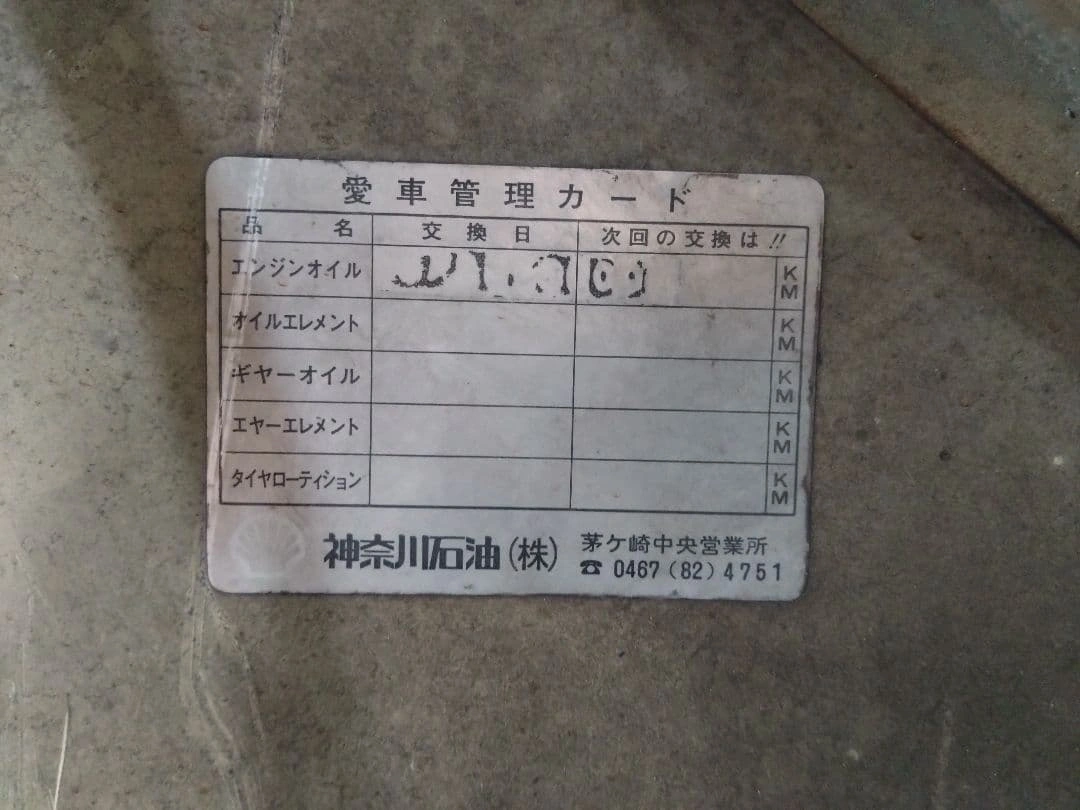 愛車管理カード
品名 交換日 次回の交換は!!
エンジンオイル KM
オイルエレメント KM
ギヤーオイル KM
エヤーエレメント KM
タイヤローティション KM
神奈川石油(株) 茅ケ崎中央営業所
☎ 0467(82)4751